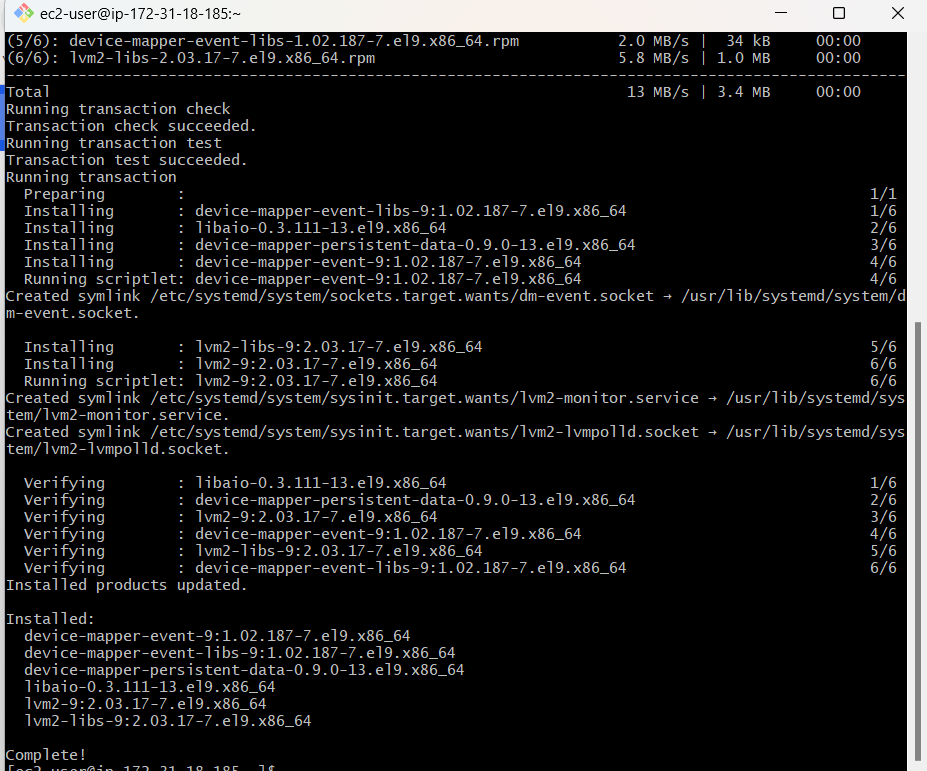 ec2-user@ip-172-31-18-185:~
(5/6): device-mapper-event-libs-1.02.187-7.el9.x86_64.rpm 2.0 MB/s | 34 kB 00:00
(6/6): lvm2-libs-2.03.17-7.el9.x86_64.rpm 5.8 MB/s | 1.0 MB 00:00
--------------------------------------------------------------------------------
Total 13 MB/s | 3.4 MB 00:00
Running transaction check
Transaction check succeeded.
Running transaction test
Transaction test succeeded.
Running transaction
Preparing : 1/1
Installing : device-mapper-event-libs-9:1.02.187-7.el9.x86_64 1/6
Installing : libaio-0.3.111-13.el9.x86_64 2/6
Installing : device-mapper-persistent-data-0.9.0-13.el9.x86_64 3/6
Installing : device-mapper-event-9:1.02.187-7.el9.x86_64 4/6
Running scriptlet: device-mapper-event-9:1.02.187-7.el9.x86_64 4/6
Created symlink /etc/systemd/system/sockets.target.wants/dm-event.socket → /usr/lib/systemd/system/d
m-event.socket.
Installing : lvm2-libs-9:2.03.17-7.el9.x86_64 5/6
Installing : lvm2-9:2.03.17-7.el9.x86_64 6/6
Running scriptlet: lvm2-9:2.03.17-7.el9.x86_64 6/6
Created symlink /etc/systemd/system/sysinit.target.wants/lvm2-monitor.service → /usr/lib/systemd/sys
tem/lvm2-monitor.service.
Created symlink /etc/systemd/system/sysinit.target.wants/lvm2-lvmpolld.socket → /usr/lib/systemd/sys
tem/lvm2-lvmpolld.socket.
Verifying : libaio-0.3.111-13.el9.x86_64 1/6
Verifying : device-mapper-persistent-data-0.9.0-13.el9.x86_64 2/6
Verifying : lvm2-9:2.03.17-7.el9.x86_64 3/6
Verifying : device-mapper-event-9:1.02.187-7.el9.x86_64 4/6
Verifying : lvm2-libs-9:2.03.17-7.el9.x86_64 5/6
Verifying : device-mapper-event-libs-9:1.02.187-7.el9.x86_64 6/6
Installed products updated.
Installed:
device-mapper-event-9:1.02.187-7.el9.x86_64
device-mapper-event-libs-9:1.02.187-7.el9.x86_64
device-mapper-persistent-data-0.9.0-13.el9.x86_64
libaio-0.3.111-13.el9.x86_64
lvm2-9:2.03.17-7.el9.x86_64
lvm2-libs-9:2.03.17-7.el9.x86_64
Complete!
[ec2-user@ip-172-31-18-185 ~]$